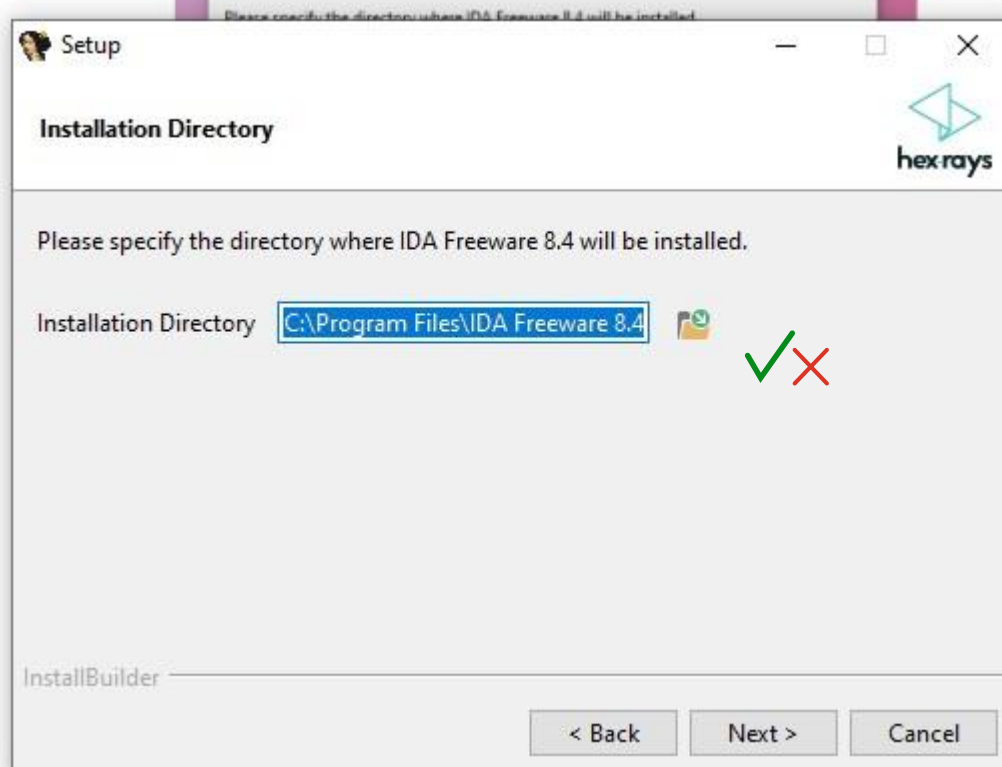 Please specify the directory where IDA Freeware 8.4 will be installed.
Setup
Installation Directory
hex-rays
Please specify the directory where IDA Freeware 8.4 will be installed.
Installation Directory C:\Program Files\IDA Freeware 8.4
InstallBuilder
< Back Next > Cancel